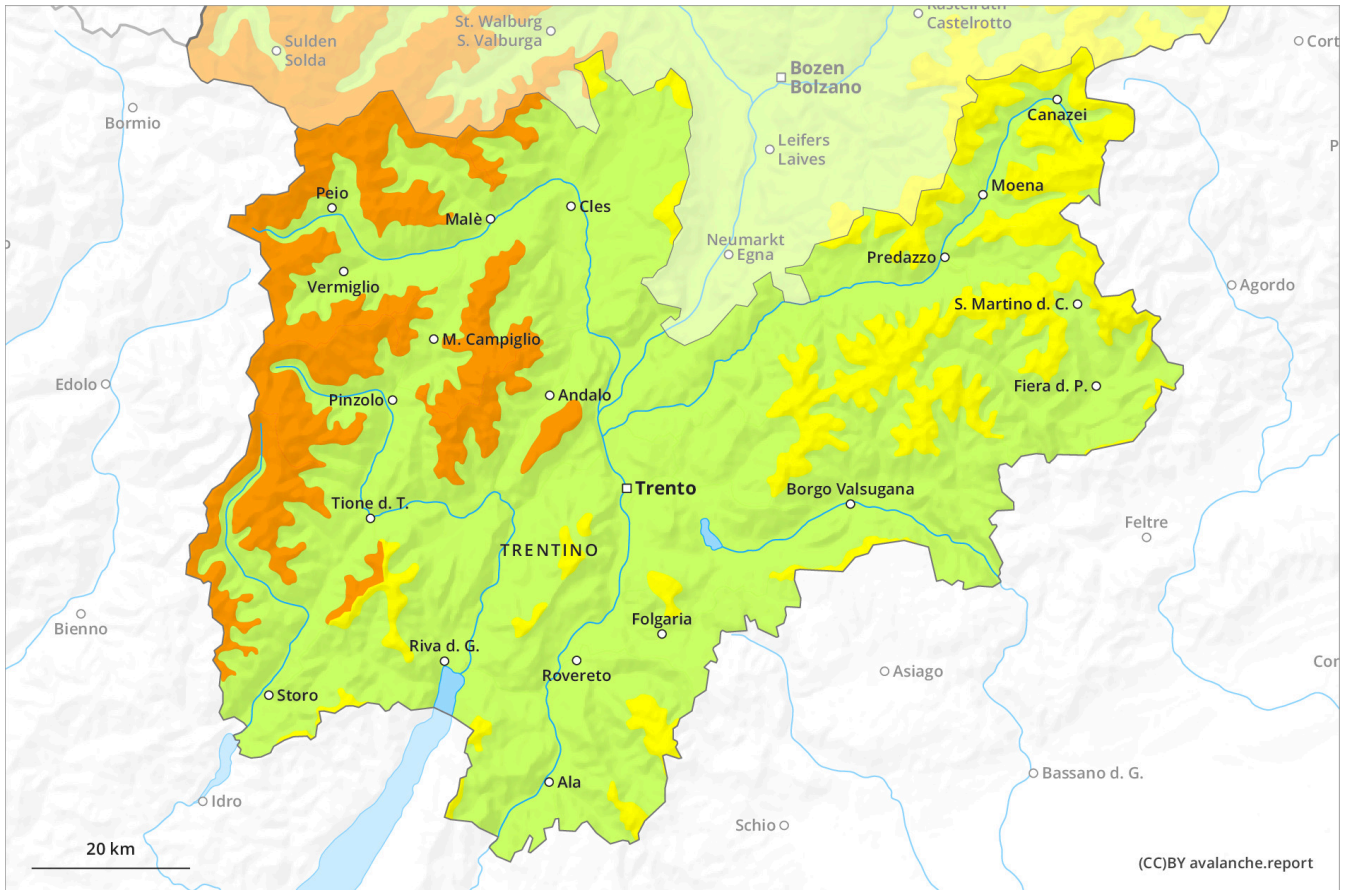 Kastelruth
Castelrotto
St. Walburg
S. Valburga
Sulden
Solda
Cort
Bozen
Bolzano
Bormio
Canazei
Leifers
Laives
P
Moena
Peio
Malè
Cles
Neumarkt
Egna
Predazzo
Vermiglio
Agordo
S. Martino d. C.
M. Campiglio
Edolo
Pinzolo
Andalo
Fiera d. P.
Trento
Borgo Valsugana
Tione d. T.
Feltre
TRENTINO
Bienno
Folgaria
Riva d. G.
Rovereto
Asiago
Cor
Storo
Ala
Bassano d. G.
Idro
Schio
20 km
(CC)BY avalanche.report